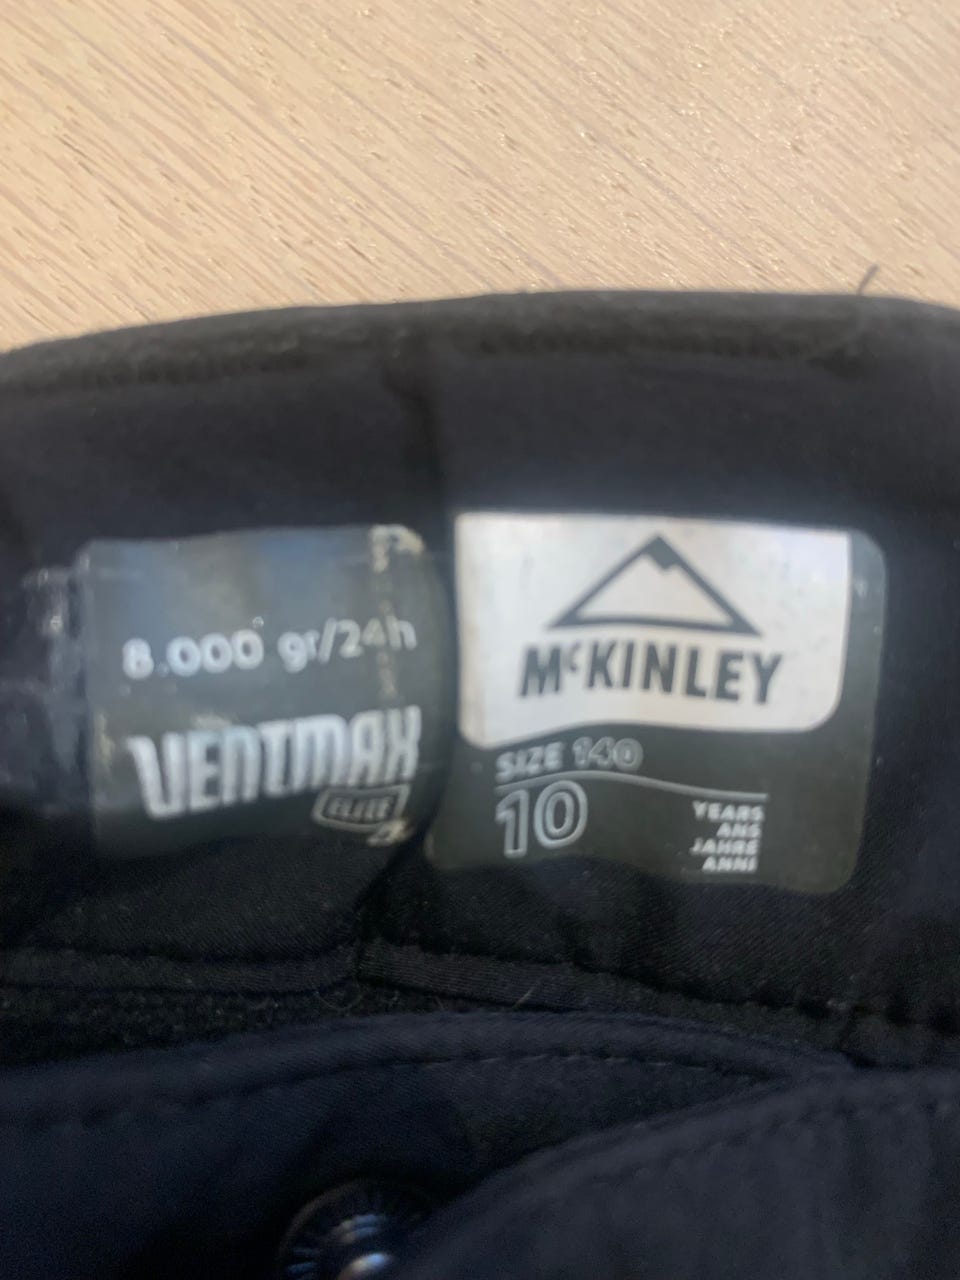 8.000 gr/24h
VENTMAX
ELITE
McKINLEY
SIZE 140
10
YEARS
ANS
JAHRE
ANNI